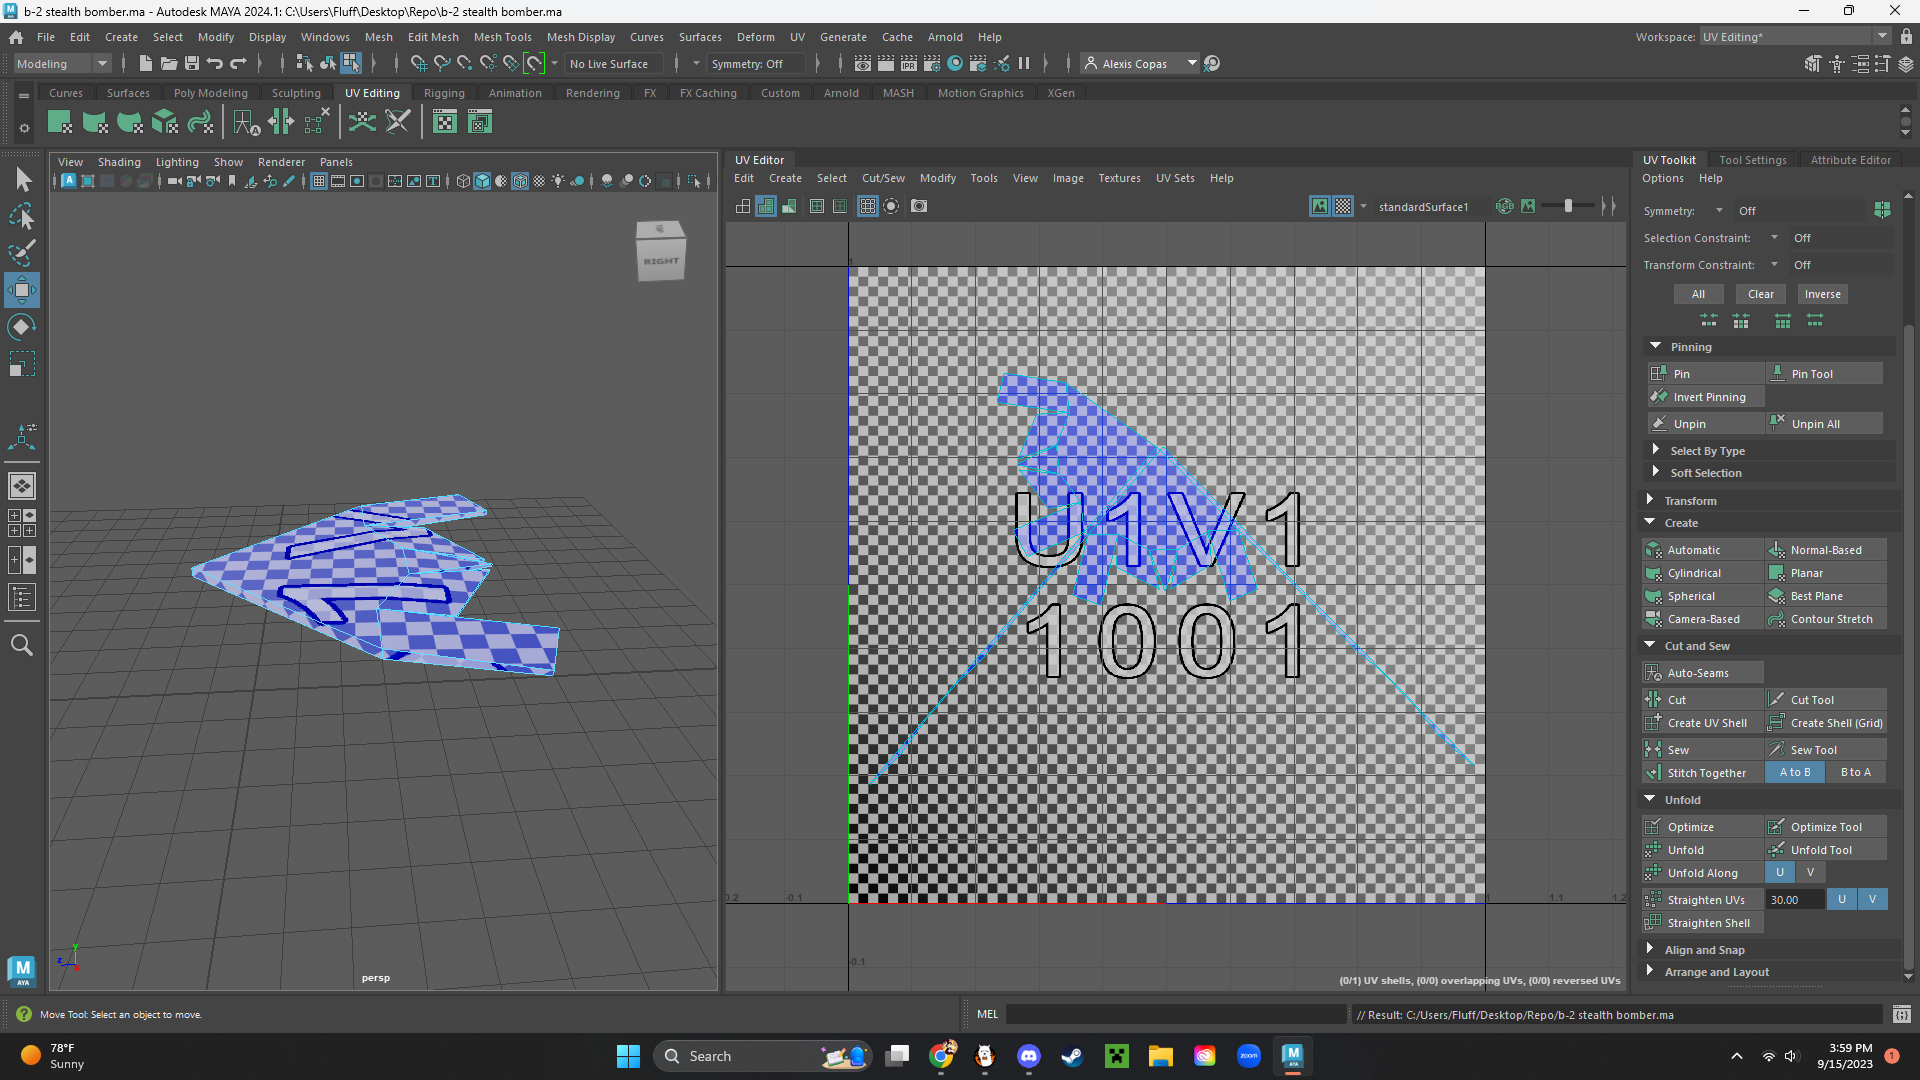 b-2 stealth bomber.ma - Autodesk MAYA 2024.1: C:\Users\Fluff\Desktop\Repo\b-2 stealth bomber.ma
File Edit Create Select Modify Display Windows Mesh Edit Mesh Mesh Tools Mesh Display Curves Surfaces Deform UV Generate Cache Arnold Help
Workspace: UV Editing*
Modeling No Live Surface Symmetry: Off Alexis Copas
Curves Surfaces Poly Modeling Sculpting UV Editing Rigging Animation Rendering FX FX Caching Custom Arnold MASH Motion Graphics XGen
View Shading Lighting Show Renderer Panels
UV Editor
UV Toolkit Tool Settings Attribute Editor
Edit Create Select Cut/Sew Modify Tools View Image Textures UV Sets Help
Options Help
standardSurface1
Symmetry: Off
Selection Constraint: Off
Transform Constraint: Off
All Clear Inverse
RIGHT
Pinning
Pin Pin Tool
Invert Pinning
Unpin Unpin All
Select By Type
Soft Selection
Transform
Create
Automatic Normal-Based
Cylindrical Planar
Spherical Best Plane
Camera-Based Contour Stretch
Cut and Sew
Auto-Seams
Cut Cut Tool
Create UV Shell Create Shell (Grid)
Sew Sew Tool
Stitch Together A to B B to A
Unfold
Optimize Optimize Tool
Unfold Unfold Tool
Unfold Along U V
Straighten UVs 30.00 U V
Straighten Shell
Align and Snap
Arrange and Layout
1
U1V1
1001
0.2 -0.1 1 1.1 1.2
-0.1
persp
(0/1) UV shells, (0/0) overlapping UVs, (0/0) reversed UVs
Move Tool: Select an object to move.
MEL
// Result: C:/Users/Fluff/Desktop/Repo/b-2 stealth bomber.ma
78°F
Sunny
Search
zoom
3:59 PM
9/15/2023
1